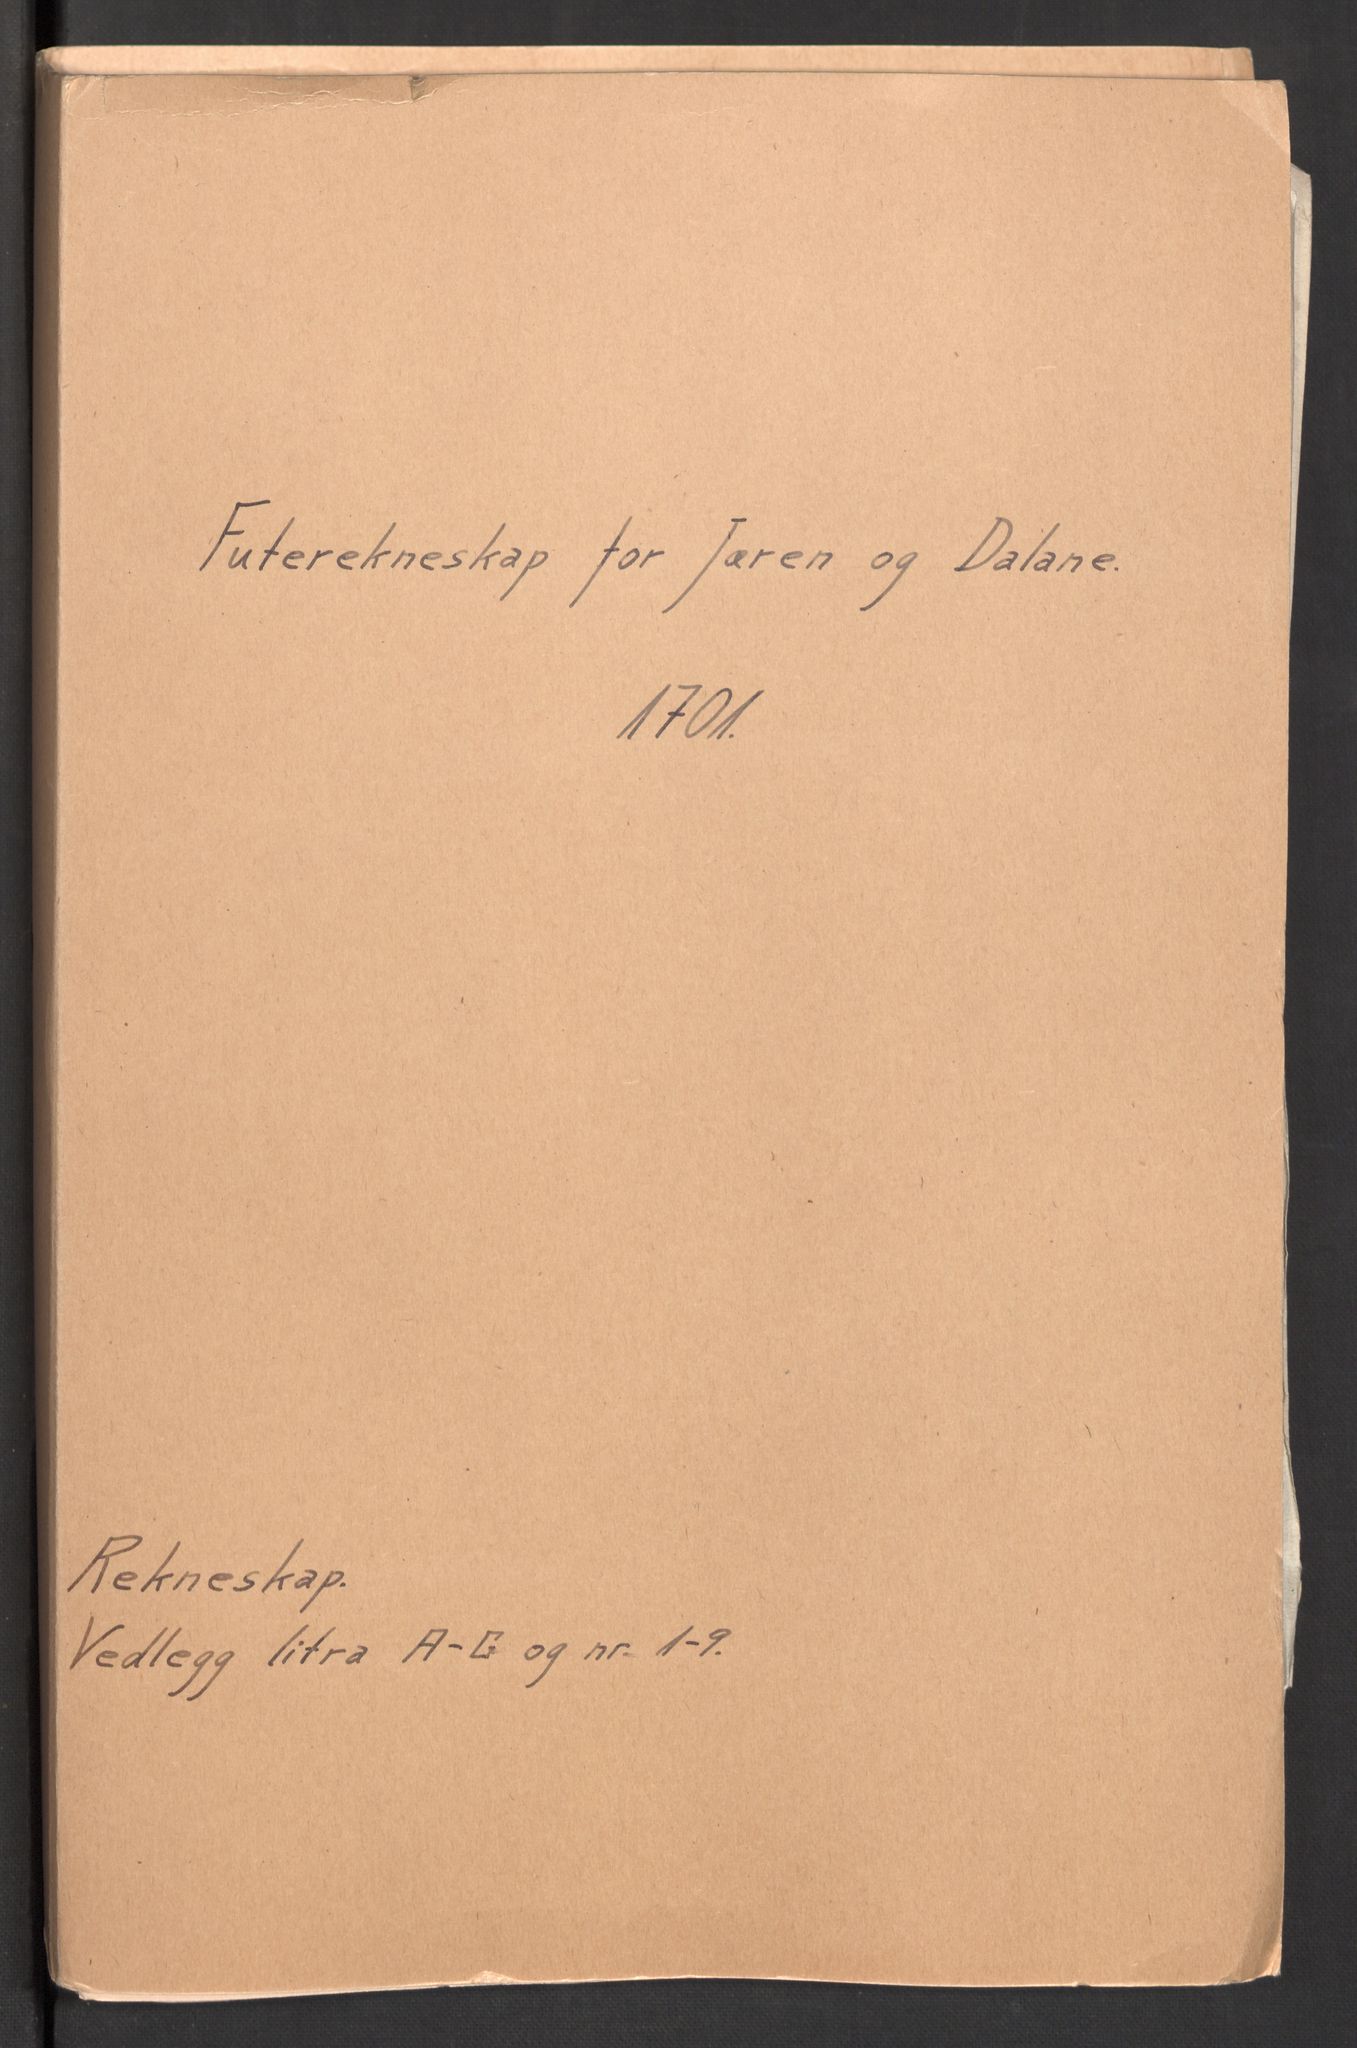 Futerekneskap for Jæren og Dalane.
1701.
Rekneskap.
Vedlegg litra A-G og nr. 1-9.